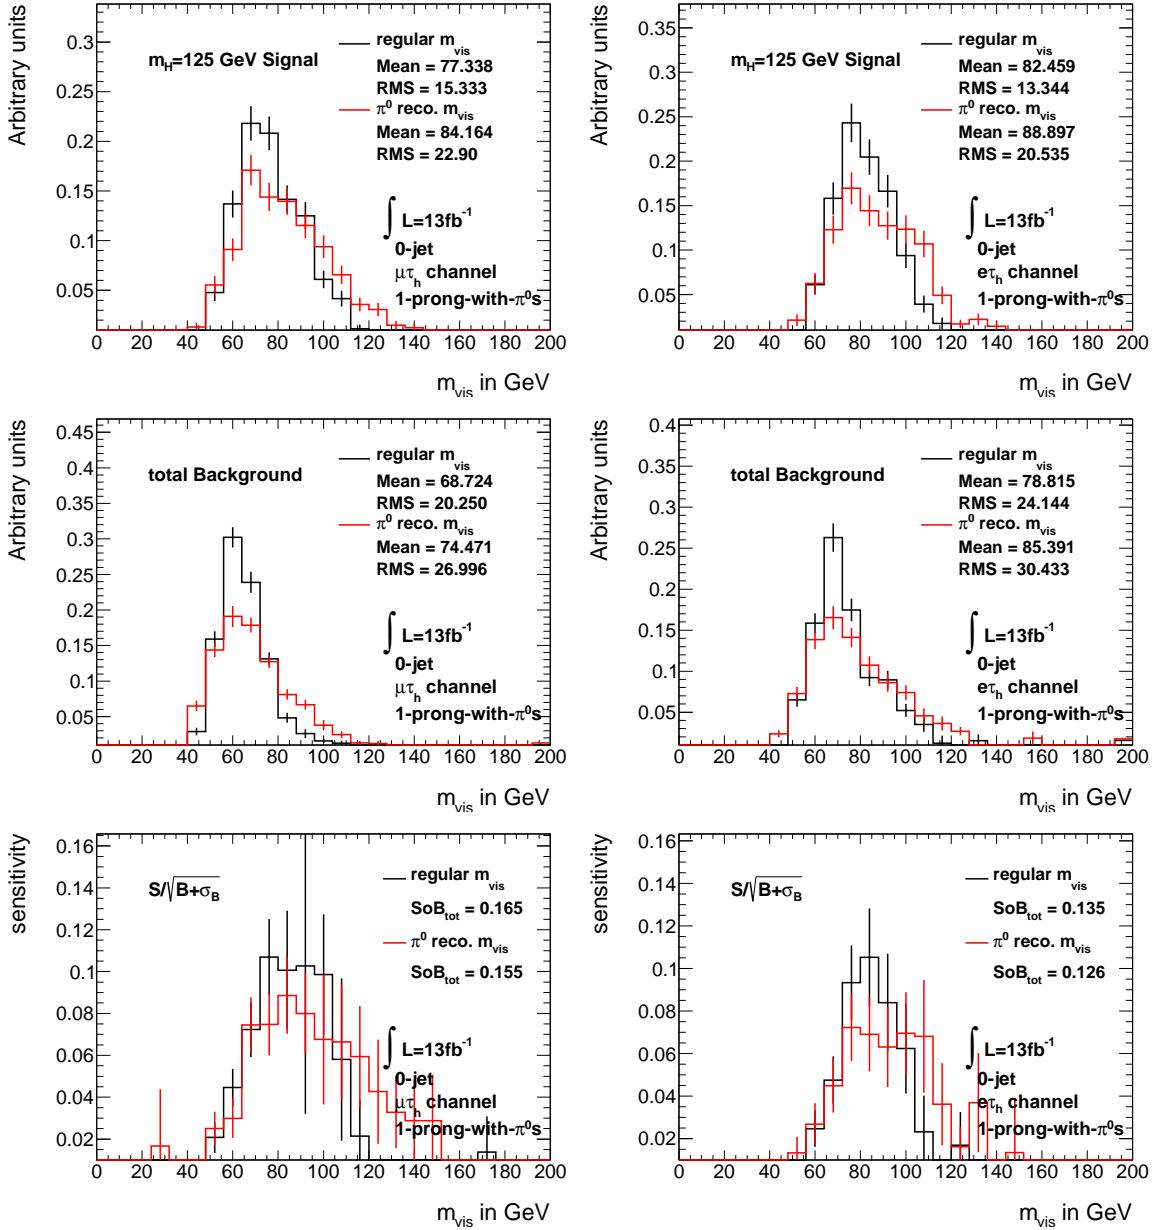 Arbitrary units
0.3
0.25
0.2
0.15
0.1
0.05
m_H=125 GeV Signal
regular m_vis
Mean = 77.338
RMS = 15.333
π⁰ reco. m_vis
Mean = 84.164
RMS = 22.90
∫ L=13fb⁻¹
0-jet
μτ_h channel
1-prong-with-π⁰s
0 20 40 60 80 100 120 140 160 180 200
m_vis in GeV
Arbitrary units
0.35
0.3
0.25
0.2
0.15
0.1
0.05
m_H=125 GeV Signal
regular m_vis
Mean = 82.459
RMS = 13.344
π⁰ reco. m_vis
Mean = 88.897
RMS = 20.535
∫ L=13fb⁻¹
0-jet
eτ_h channel
1-prong-with-π⁰s
0 20 40 60 80 100 120 140 160 180 200
m_vis in GeV
Arbitrary units
0.45
0.4
0.35
0.3
0.25
0.2
0.15
0.1
0.05
total Background
regular m_vis
Mean = 68.724
RMS = 20.250
π⁰ reco. m_vis
Mean = 74.471
RMS = 26.996
∫ L=13fb⁻¹
0-jet
μτ_h channel
1-prong-with-π⁰s
0 20 40 60 80 100 120 140 160 180 200
m_vis in GeV
Arbitrary units
0.4
0.35
0.3
0.25
0.2
0.15
0.1
0.05
total Background
regular m_vis
Mean = 78.815
RMS = 24.144
π⁰ reco. m_vis
Mean = 85.391
RMS = 30.433
∫ L=13fb⁻¹
0-jet
eτ_h channel
1-prong-with-π⁰s
0 20 40 60 80 100 120 140 160 180 200
m_vis in GeV
sensitivity
0.16
0.14
0.12
0.1
0.08
0.06
0.04
0.02
S/√(B+σ_B)
regular m_vis
SoB_tot = 0.165
π⁰ reco. m_vis
SoB_tot = 0.155
∫ L=13fb⁻¹
0-jet
μτ_h channel
1-prong-with-π⁰s
0 20 40 60 80 100 120 140 160 180 200
m_vis in GeV
sensitivity
0.16
0.14
0.12
0.1
0.08
0.06
0.04
0.02
S/√(B+σ_B)
regular m_vis
SoB_tot = 0.135
π⁰ reco. m_vis
SoB_tot = 0.126
∫ L=13fb⁻¹
0-jet
eτ_h channel
1-prong-with-π⁰s
0 20 40 60 80 100 120 140 160 180 200
m_vis in GeV